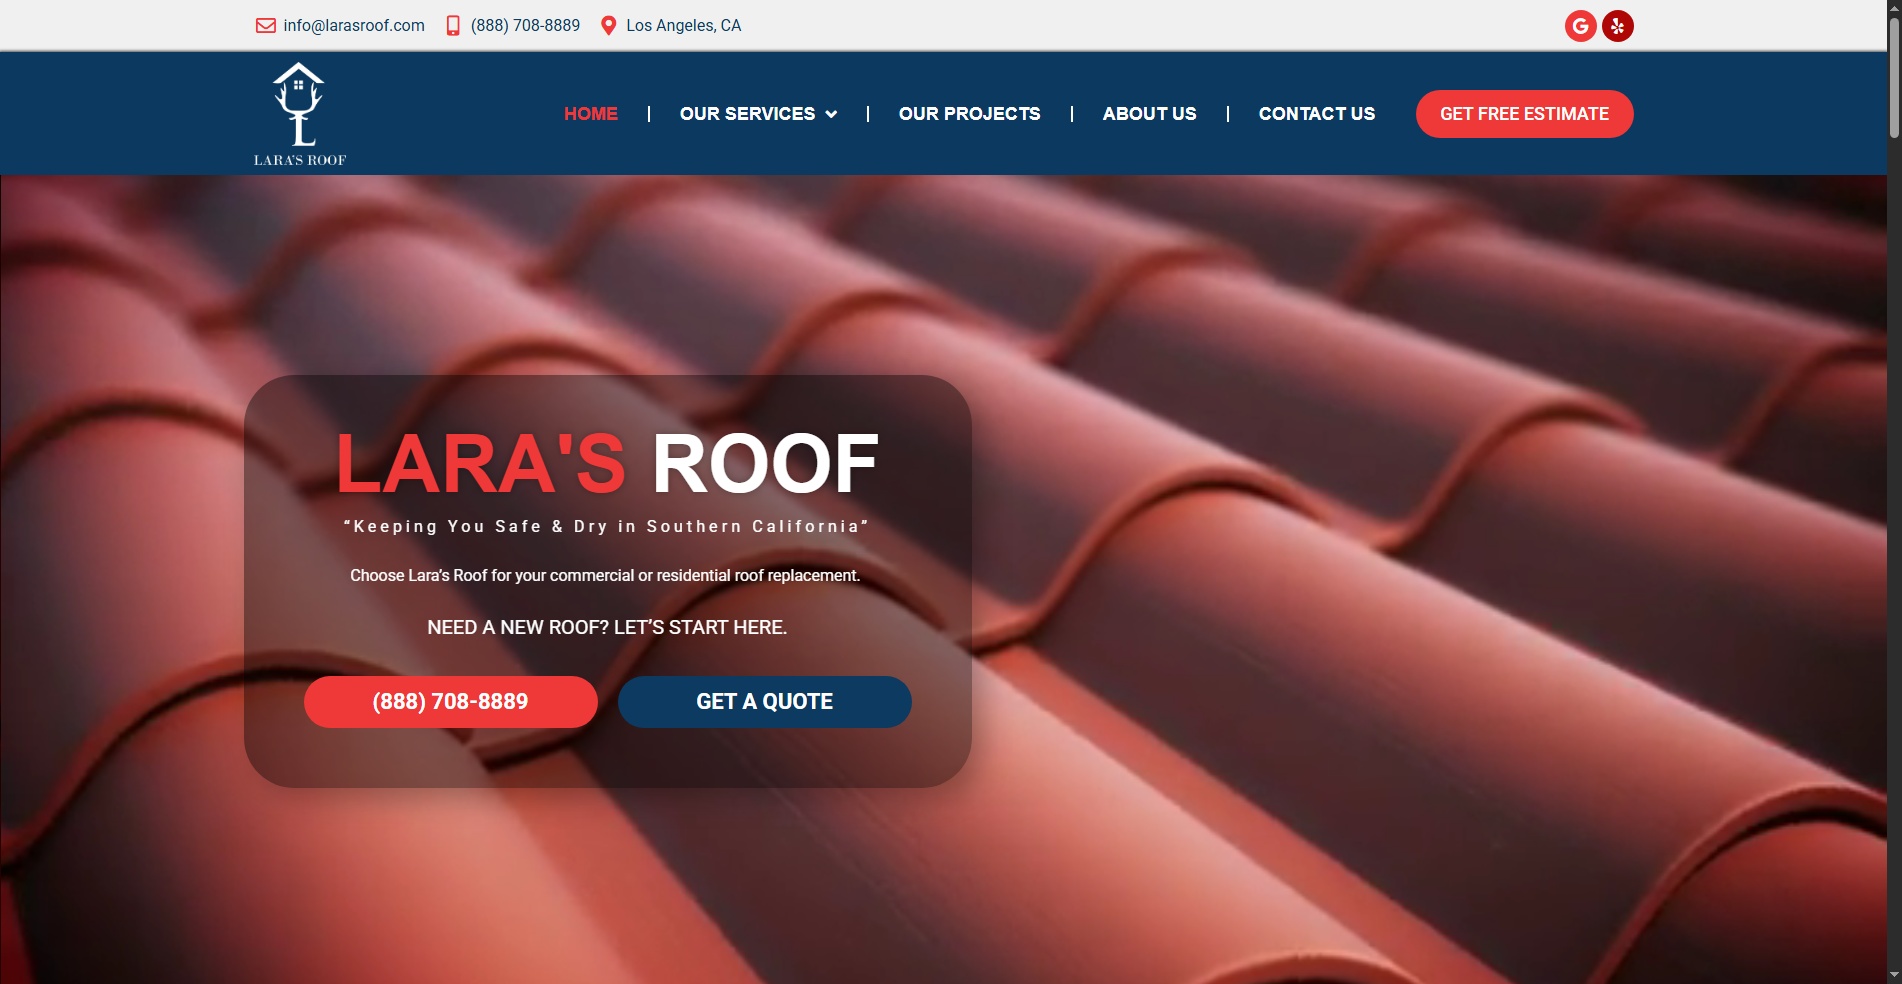 info@larasroof.com (888) 708-8889 Los Angeles, CA
L
LARA'S ROOF
HOME | OUR SERVICES | OUR PROJECTS | ABOUT US | CONTACT US GET FREE ESTIMATE
LARA'S ROOF
“Keeping You Safe & Dry in Southern California”
Choose Lara’s Roof for your commercial or residential roof replacement.
NEED A NEW ROOF? LET’S START HERE.
(888) 708-8889 GET A QUOTE